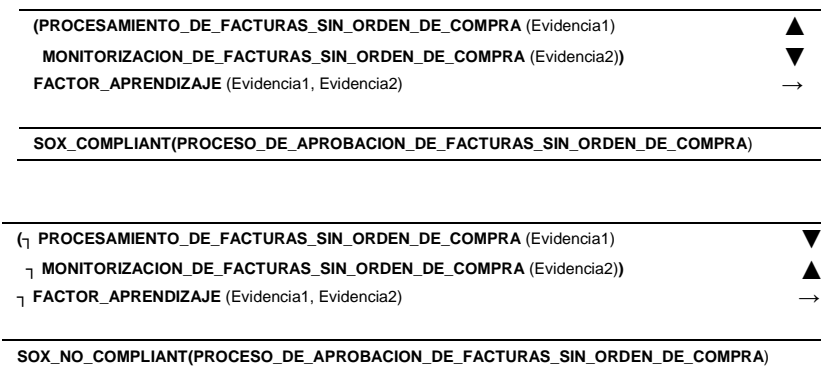 (PROCESAMIENTO_DE_FACTURAS_SIN_ORDEN_DE_COMPRA (Evidencia1) ▲
MONITORIZACION_DE_FACTURAS_SIN_ORDEN_DE_COMPRA (Evidencia2)) ▼
FACTOR_APRENDIZAJE (Evidencia1, Evidencia2) →
SOX_COMPLIANT(PROCESO_DE_APROBACION_DE_FACTURAS_SIN_ORDEN_DE_COMPRA)
(┐ PROCESAMIENTO_DE_FACTURAS_SIN_ORDEN_DE_COMPRA (Evidencia1) ▼
┐ MONITORIZACION_DE_FACTURAS_SIN_ORDEN_DE_COMPRA (Evidencia2)) ▲
┐ FACTOR_APRENDIZAJE (Evidencia1, Evidencia2) →
SOX_NO_COMPLIANT(PROCESO_DE_APROBACION_DE_FACTURAS_SIN_ORDEN_DE_COMPRA)